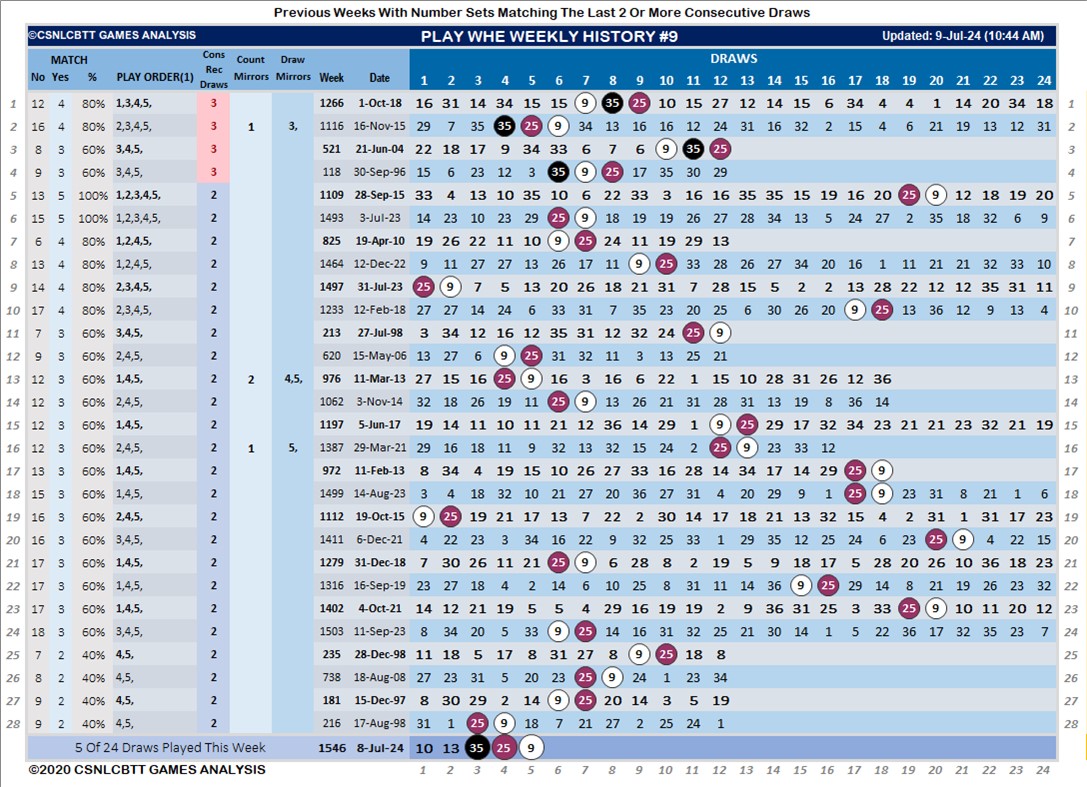 Previous Weeks With Number Sets Matching The Last 2 Or More Consecutive Draws
©CSNLCBTT GAMES ANALYSIS PLAY WHE WEEKLY HISTORY #9 Updated: 9-Jul-24 (10:44 AM)
MATCH Cons Rec Draws Count Mirrors Draw Mirrors DRAWS
No Yes % PLAY ORDER(1) Week Date 1 2 3 4 5 6 7 8 9 10 11 12 13 14 15 16 17 18 19 20 21 22 23 24
1 12 4 80% 1,3,4,5, 3 1266 1-Oct-18 16 31 14 34 15 15 9 35 25 10 15 27 12 14 15 6 34 4 4 1 14 20 34 18 1
2 16 4 80% 2,3,4,5, 3 1 3, 1116 16-Nov-15 29 7 35 35 25 9 34 13 16 16 12 24 31 16 32 2 15 4 6 21 19 13 12 31 2
3 8 3 60% 3,4,5, 3 521 21-Jun-04 22 18 17 9 34 33 6 7 6 9 35 25 3
4 9 3 60% 3,4,5, 3 118 30-Sep-96 15 6 23 12 3 35 9 25 17 35 30 29 4
5 13 5 100% 1,2,3,4,5, 2 1109 28-Sep-15 33 4 13 10 35 10 6 22 33 3 16 16 35 35 15 19 16 20 25 9 12 18 19 20 5
6 15 5 100% 1,2,3,4,5, 2 1493 3-Jul-23 14 23 10 23 29 25 9 18 19 19 26 27 28 34 13 5 24 27 2 35 18 32 6 9 6
7 6 4 80% 1,2,4,5, 2 825 19-Apr-10 19 26 22 11 10 9 25 24 11 19 29 13 7
8 13 4 80% 1,2,4,5, 2 1464 12-Dec-22 9 11 27 27 13 26 17 11 9 25 33 28 26 27 34 20 16 1 11 21 21 32 33 10 8
9 14 4 80% 2,3,4,5, 2 1497 31-Jul-23 25 9 7 5 13 20 26 18 21 31 7 28 15 5 2 2 13 28 22 12 12 35 31 11 9
10 17 4 80% 2,3,4,5, 2 1233 12-Feb-18 27 27 14 24 6 33 31 7 35 23 20 25 6 30 26 20 9 25 13 36 12 9 13 4 10
11 7 3 60% 3,4,5, 2 213 27-Jul-98 3 34 12 16 12 35 31 12 32 24 25 9 11
12 9 3 60% 2,4,5, 2 620 15-May-06 13 27 6 9 25 31 32 11 3 13 25 21 12
13 12 3 60% 1,4,5, 2 2 4,5, 976 11-Mar-13 27 15 16 25 9 16 3 16 6 22 1 15 10 28 31 26 12 36 13
14 12 3 60% 2,4,5, 2 1062 3-Nov-14 32 18 26 19 11 25 9 13 26 21 31 28 31 13 19 8 36 14 14
15 12 3 60% 1,4,5, 2 1197 5-Jun-17 19 14 11 10 11 21 12 36 14 29 1 9 25 29 17 32 34 23 21 21 23 32 21 19 15
16 12 3 60% 2,4,5, 2 1 5, 1387 29-Mar-21 29 16 18 11 9 32 13 32 15 24 2 25 9 23 33 12 16
17 13 3 60% 1,4,5, 2 972 11-Feb-13 8 34 4 19 15 10 26 27 33 16 28 14 34 17 14 29 25 9 17
18 15 3 60% 1,4,5, 2 1499 14-Aug-23 3 4 18 32 10 21 27 20 36 27 31 4 20 29 9 1 25 9 23 31 8 21 1 6 18
19 16 3 60% 2,4,5, 2 1112 19-Oct-15 9 25 19 21 17 13 7 22 2 30 14 17 18 21 13 32 15 4 2 31 1 31 17 23 19
20 16 3 60% 3,4,5, 2 1411 6-Dec-21 4 22 23 3 34 16 22 9 32 25 33 1 29 35 12 25 24 6 23 25 9 4 22 15 20
21 17 3 60% 1,4,5, 2 1279 31-Dec-18 7 30 26 11 21 25 9 6 28 8 2 19 5 9 18 17 5 28 20 26 10 36 18 23 21
22 17 3 60% 2,4,5, 2 1316 16-Sep-19 23 27 18 4 2 14 6 10 25 8 31 11 14 28 9 25 29 14 8 21 19 26 23 32 22
23 17 3 60% 1,4,5, 2 1402 4-Oct-21 14 12 21 19 5 5 4 29 16 19 19 2 9 36 31 25 3 33 25 9 10 11 20 12 23
24 18 3 60% 3,4,5, 2 1503 11-Sep-23 8 34 20 5 33 9 25 14 16 31 32 25 21 30 14 1 5 22 36 17 32 35 23 7 24
25 7 2 40% 4,5, 2 235 28-Dec-98 11 18 5 17 8 31 27 8 9 25 18 8 25
26 8 2 40% 4,5, 2 738 18-Aug-08 27 23 31 5 20 23 25 9 24 1 23 34 26
27 9 2 40% 4,5, 2 181 15-Dec-97 8 30 29 2 14 9 25 20 14 3 5 19 27
28 9 2 40% 4,5, 2 216 17-Aug-98 31 1 25 9 18 7 21 27 2 25 24 1 28
5 Of 24 Draws Played This Week 1546 8-Jul-24 10 13 35 25 9
©2020 CSNLCBTT GAMES ANALYSIS 1 2 3 4 5 6 7 8 9 10 11 12 13 14 15 16 17 18 19 20 21 22 23 24